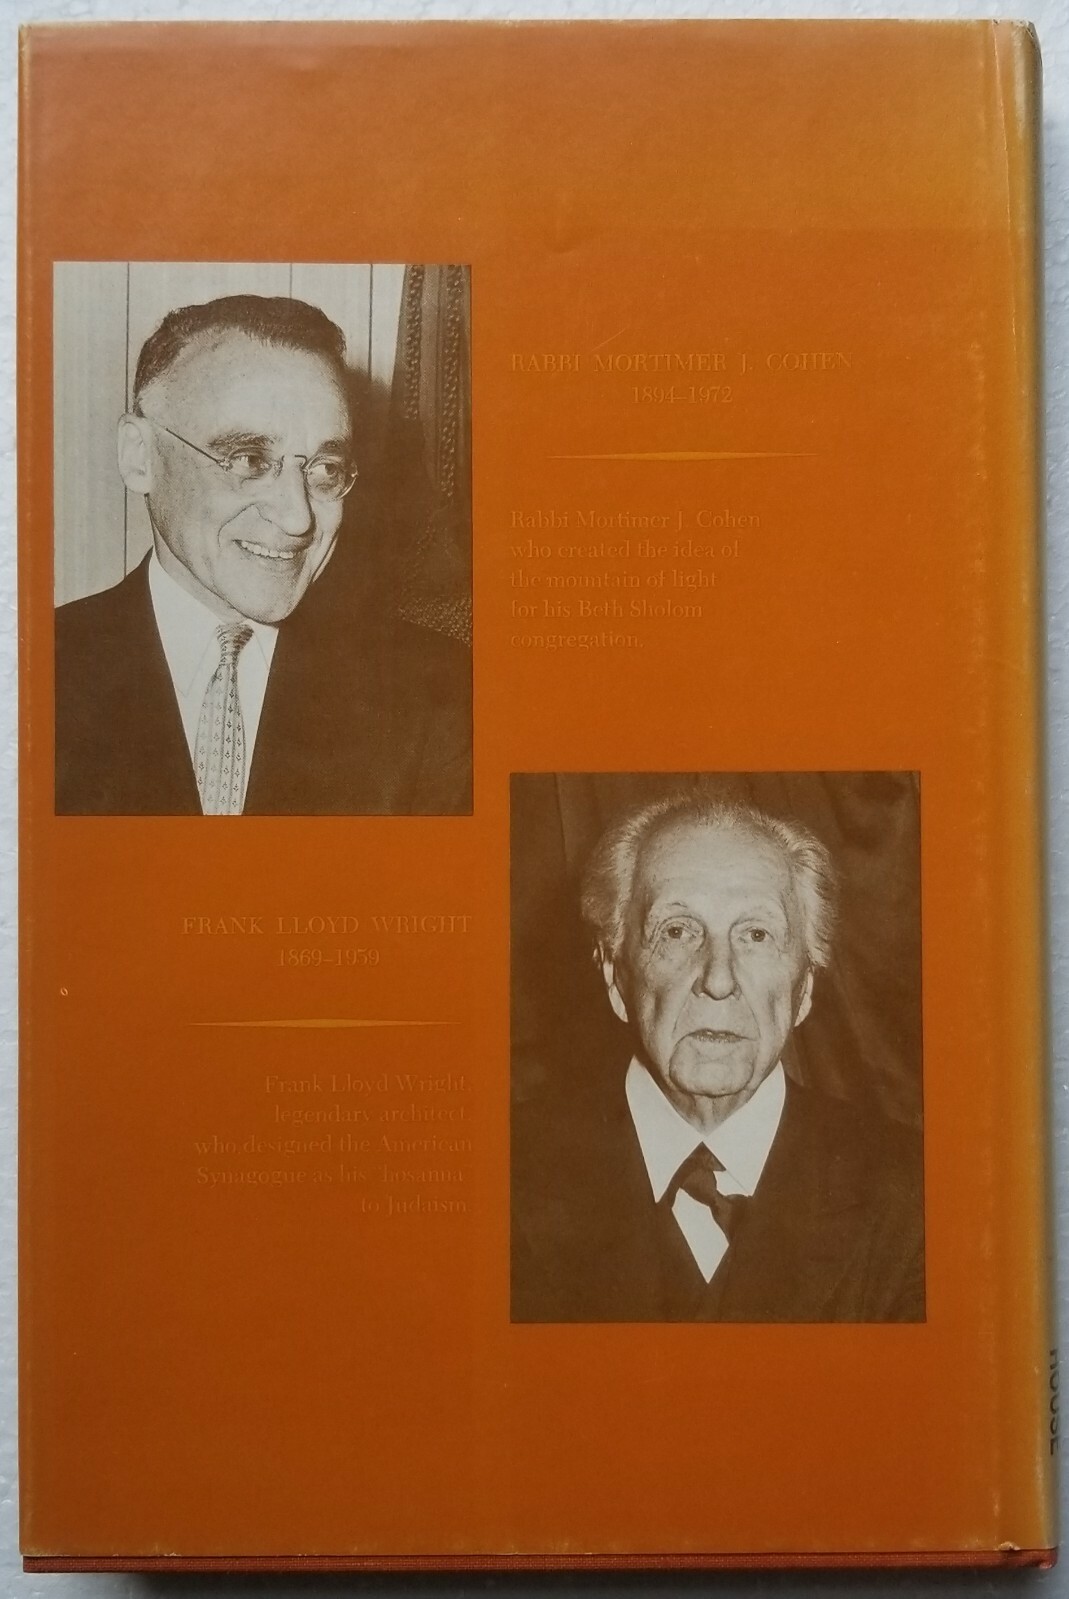 RABBI MORTIMER J. COHEN
1894–1972
Rabbi Mortimer J. Cohen
who created the idea of
the mountain of light
for his Beth Sholom
congregation.
FRANK LLOYD WRIGHT
1869–1959
Frank Lloyd Wright,
legendary architect,
who designed the American
Synagogue as his "hosanna"
to Judaism.
HOUSE